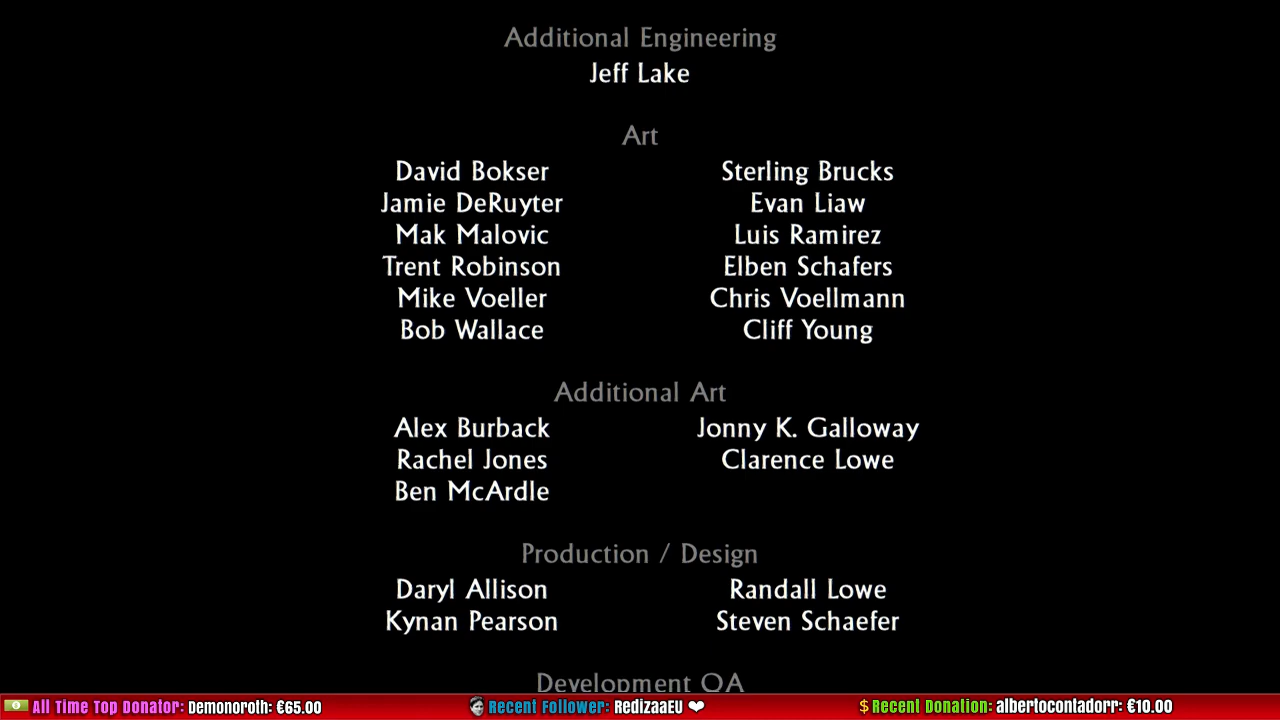 Additional Engineering
Jeff Lake
Art
David Bokser Sterling Brucks
Jamie DeRuyter Evan Liaw
Mak Malovic Luis Ramirez
Trent Robinson Elben Schafers
Mike Voeller Chris Voellmann
Bob Wallace Cliff Young
Additional Art
Alex Burback Jonny K. Galloway
Rachel Jones Clarence Lowe
Ben McArdle
Production / Design
Daryl Allison Randall Lowe
Kynan Pearson Steven Schaefer
Development QA
All Time Top Donator: Demonoroth: €65.00 Recent Follower: RedizaaEU ❤ $ Recent Donation: albertocontadorr: €10.00